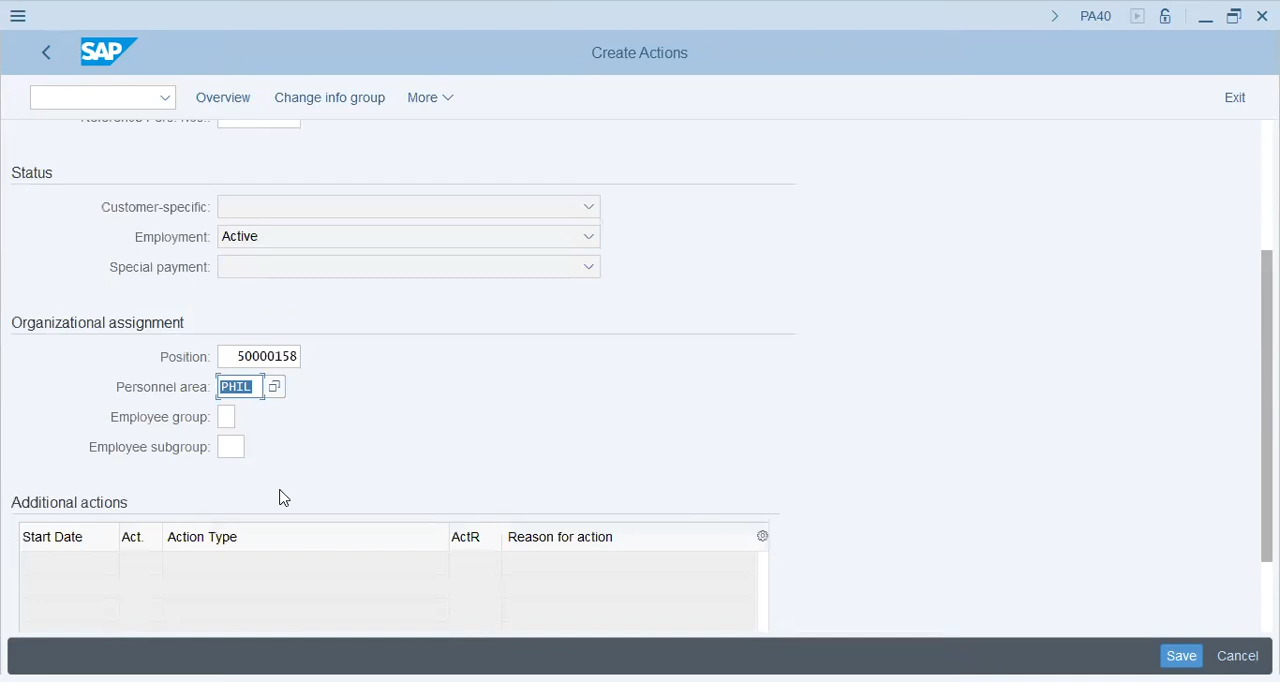 PA40
SAP
Create Actions
Overview
Change info group
More
Exit
Status
Customer-specific:
Employment: Active
Special payment:
Organizational assignment
Position: 50000158
Personnel area: PHIL
Employee group:
Employee subgroup:
Additional actions
Start Date Act. Action Type ActR Reason for action
Save Cancel